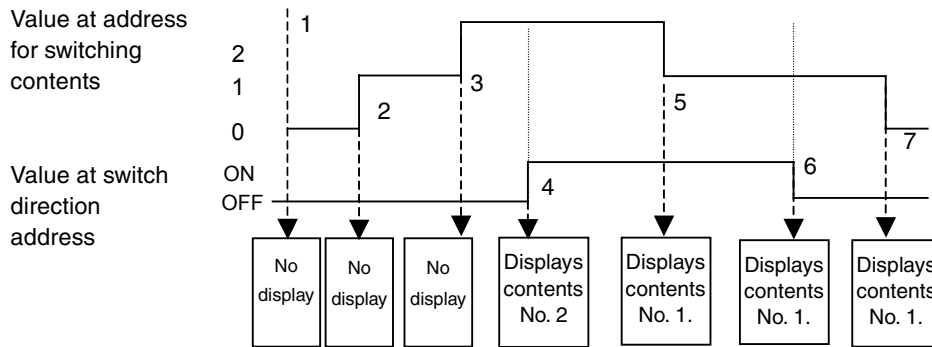 Value at address
for switching
contents
2
1
0
1
2
3
5
7
Value at switch
direction
address
ON
OFF
4
6
No
display
No
display
No
display
Displays
contents
No. 2
Displays
contents
No. 1.
Displays
contents
No. 1.
Displays
contents
No. 1.